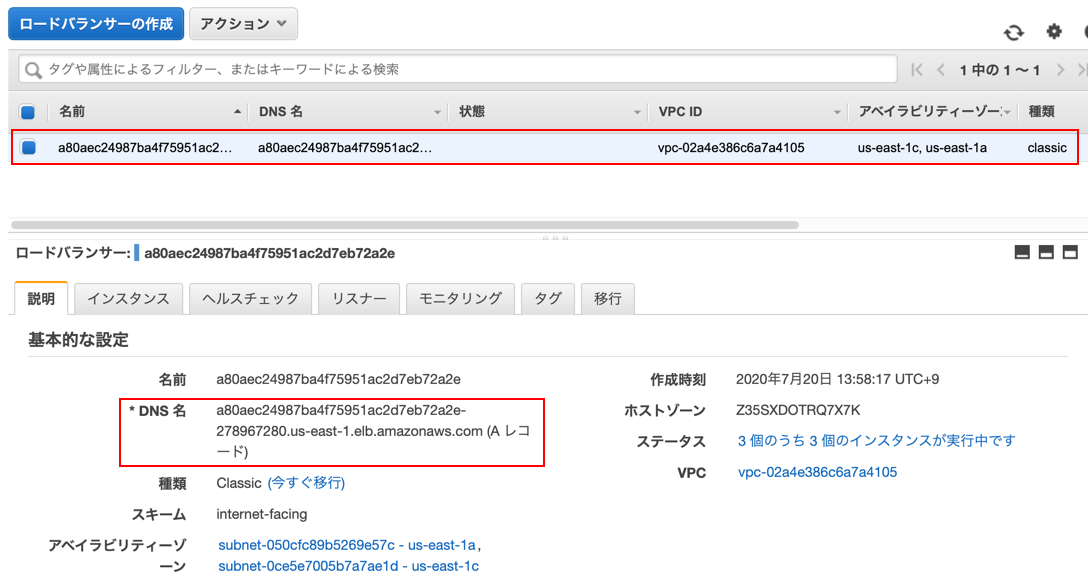 ロードバランサーの作成 アクション
タグや属性によるフィルター、またはキーワードによる検索 1 中の 1 ～ 1
名前 DNS 名 状態 VPC ID アベイラビリティーゾー 種類
a80aec24987ba4f75951ac2... a80aec24987ba4f75951ac2... vpc-02a4e386c6a7a4105 us-east-1c, us-east-1a classic
ロードバランサー: a80aec24987ba4f75951ac2d7eb72a2e
説明 インスタンス ヘルスチェック リスナー モニタリング タグ 移行
基本的な設定
名前 a80aec24987ba4f75951ac2d7eb72a2e
* DNS 名 a80aec24987ba4f75951ac2d7eb72a2e-
278967280.us-east-1.elb.amazonaws.com (A レコ
ード)
種類 Classic (今すぐ移行)
スキーム internet-facing
アベイラビリティーゾ subnet-050cfc89b5269e57c - us-east-1a,
ーン subnet-0ce5e7005b7a7ae1d - us-east-1c
作成時刻 2020年7月20日 13:58:17 UTC+9
ホストゾーン Z35SXDOTRQ7X7K
ステータス 3 個のうち 3 個のインスタンスが実行中です
VPC vpc-02a4e386c6a7a4105